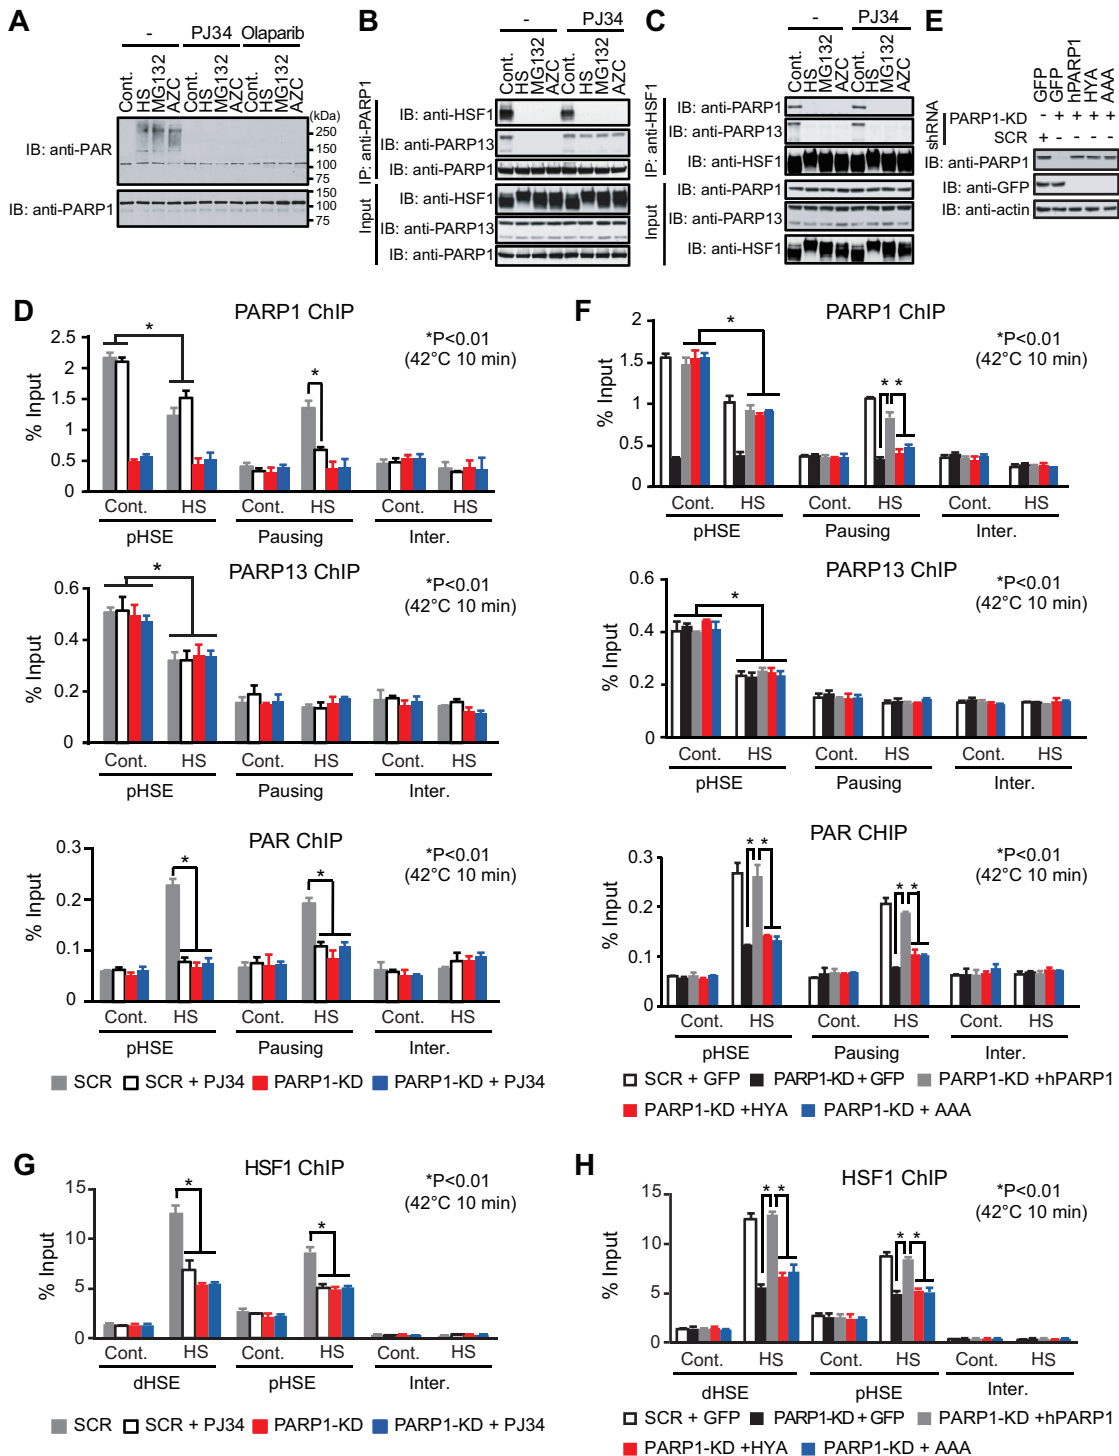 A
- PJ34 Olaparib
Cont. HS MG132 AZC Cont. HS MG132 AZC Cont. HS MG132 AZC
(kDa)
IB: anti-PAR
250
150
100
75
IB: anti-PARP1
150
100
75
B
- PJ34
Cont. HS MG132 AZC Cont. HS MG132 AZC
IP: anti-PARP1
IB: anti-HSF1
IB: anti-PARP13
IB: anti-PARP1
Input
IB: anti-HSF1
IB: anti-PARP13
IB: anti-PARP1
C
- PJ34
Cont. HS MG132 AZC Cont. HS MG132 AZC
IP: anti-HSF1
IB: anti-PARP1
IB: anti-PARP13
IB: anti-HSF1
Input
IB: anti-PARP1
IB: anti-PARP13
IB: anti-HSF1
E
GFP GFP hPARP1 HYA AAA
shRNA
PARP1-KD - + + + +
SCR + - - - -
IB: anti-PARP1
IB: anti-GFP
IB: anti-actin
D
PARP1 ChIP
*P<0.01
(42°C 10 min)
% Input
2.5
2
1.5
1
0.5
0
* *
Cont. HS Cont. HS Cont. HS
pHSE Pausing Inter.
PARP13 ChIP
*P<0.01
(42°C 10 min)
% Input
0.6
0.4
0.2
0
*
Cont. HS Cont. HS Cont. HS
pHSE Pausing Inter.
PAR ChIP
*P<0.01
(42°C 10 min)
% Input
0.3
0.2
0.1
0
* *
Cont. HS Cont. HS Cont. HS
pHSE Pausing Inter.
SCR SCR + PJ34 PARP1-KD PARP1-KD + PJ34
F
PARP1 ChIP
*P<0.01
(42°C 10 min)
% Input
2
1.5
1
0.5
0
* * *
Cont. HS Cont. HS Cont. HS
pHSE Pausing Inter.
PARP13 ChIP
*P<0.01
(42°C 10 min)
% Input
0.6
0.4
0.2
0
*
Cont. HS Cont. HS Cont. HS
pHSE Pausing Inter.
PAR CHIP
*P<0.01
(42°C 10 min)
% Input
0.3
0.2
0.1
0
* * * *
Cont. HS Cont. HS Cont. HS
pHSE Pausing Inter.
SCR + GFP PARP1-KD + GFP PARP1-KD +hPARP1
PARP1-KD +HYA PARP1-KD + AAA
G
HSF1 ChIP
*P<0.01
(42°C 10 min)
% Input
15
10
5
0
* *
Cont. HS Cont. HS Cont. HS
dHSE pHSE Inter.
SCR SCR + PJ34 PARP1-KD PARP1-KD + PJ34
H
HSF1 ChIP
*P<0.01
(42°C 10 min)
% Input
15
10
5
0
* * * *
Cont. HS Cont. HS Cont. HS
dHSE pHSE Inter.
SCR + GFP PARP1-KD + GFP PARP1-KD +hPARP1
PARP1-KD +HYA PARP1-KD + AAA